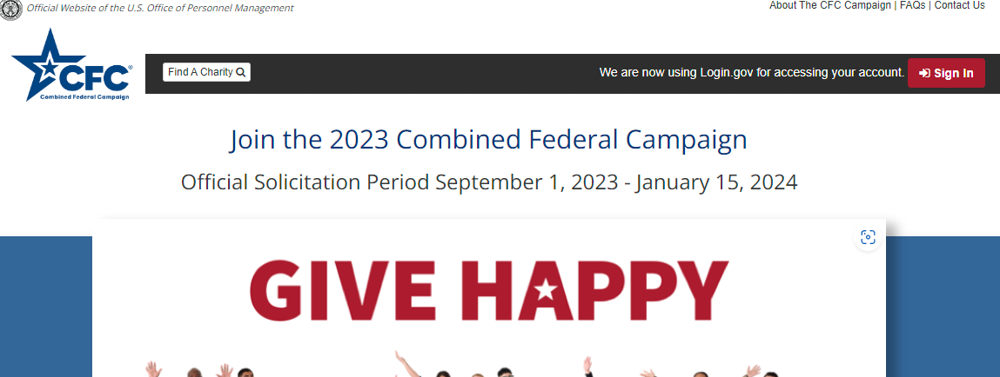 Official Website of the U.S. Office of Personnel Management
About The CFC Campaign | FAQs | Contact Us
CFC®
Combined Federal Campaign
Find A Charity
We are now using Login.gov for accessing your account.
Sign In
Join the 2023 Combined Federal Campaign
Official Solicitation Period September 1, 2023 - January 15, 2024
GIVE HAPPY